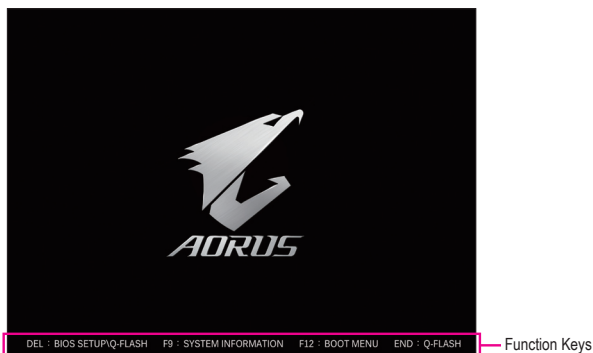 AORUS
DEL : BIOS SETUP\Q-FLASH F9 : SYSTEM INFORMATION F12 : BOOT MENU END : Q-FLASH
Function Keys